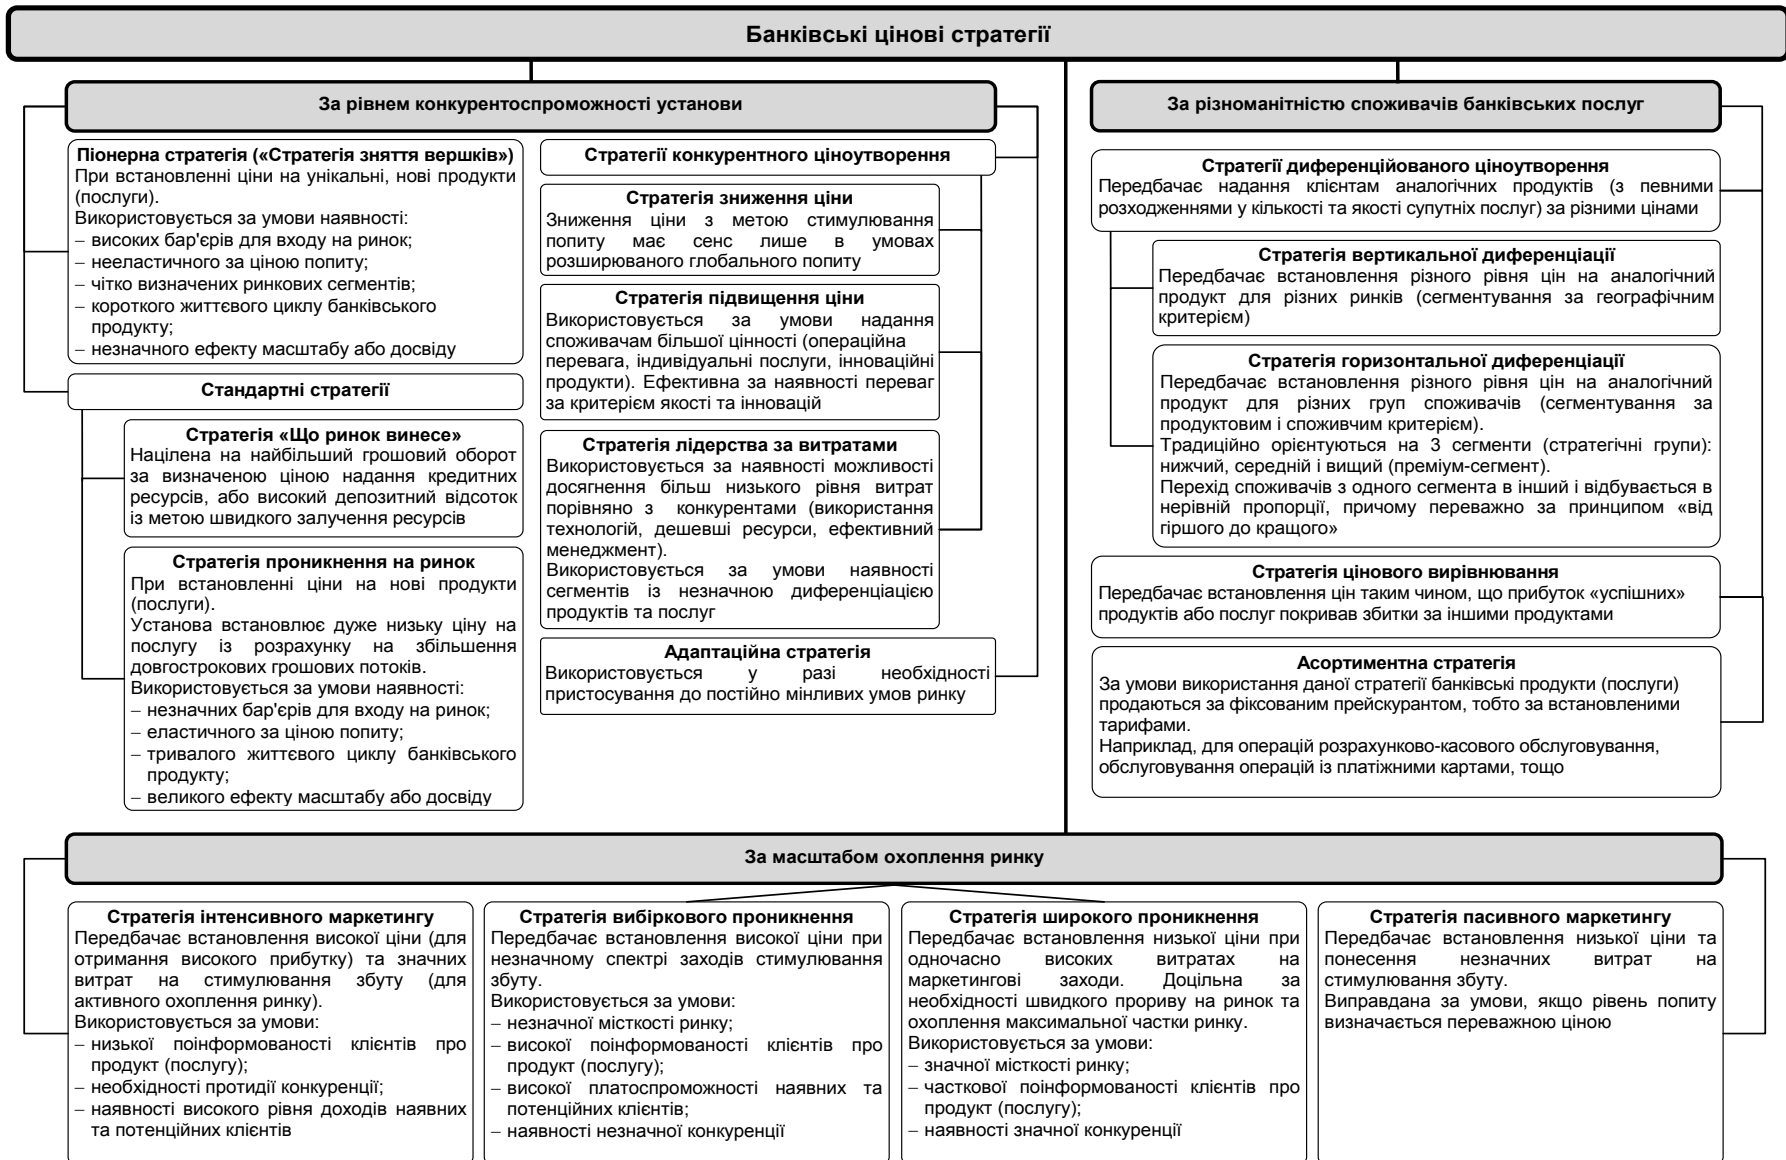 Банківські цінові стратегії
За рівнем конкурентоспроможності установи
Піонерна стратегія («Стратегія зняття вершків»)
При встановленні ціни на унікальні, нові продукти
(послуги).
Використовується за умови наявності:
– високих бар'єрів для входу на ринок;
– нееластичного за ціною попиту;
– чітко визначених ринкових сегментів;
– короткого життєвого циклу банківського
продукту;
– незначного ефекту масштабу або досвіду
Стандартні стратегії
Стратегія «Що ринок винесе»
Націлена на найбільший грошовий оборот
за визначеною ціною надання кредитних
ресурсів, або високий депозитний відсоток
із метою швидкого залучення ресурсів
Стратегія проникнення на ринок
При встановленні ціни на нові продукти
(послуги).
Установа встановлює дуже низьку ціну на
послугу із розрахунку на збільшення
довгострокових грошових потоків.
Використовується за умови наявності:
– незначних бар'єрів для входу на ринок;
– еластичного за ціною попиту;
– тривалого життєвого циклу банківського
продукту;
– великого ефекту масштабу або досвіду
Стратегії конкурентного ціноутворення
Стратегія зниження ціни
Зниження ціни з метою стимулювання
попиту має сенс лише в умовах
розширюваного глобального попиту
Стратегія підвищення ціни
Використовується за умови надання
споживачам більшої цінності (операційна
перевага, індивідуальні послуги, інноваційні
продукти). Ефективна за наявності переваг
за критерієм якості та інновацій
Стратегія лідерства за витратами
Використовується за наявності можливості
досягнення більш низького рівня витрат
порівняно з конкурентами (використання
технологій, дешевші ресурси, ефективний
менеджмент).
Використовується за умови наявності
сегментів із незначною диференціацією
продуктів та послуг
Адаптаційна стратегія
Використовується у разі необхідності
пристосування до постійно мінливих умов ринку
За різноманітністю споживачів банківських послуг
Стратегії диференційованого ціноутворення
Передбачає надання клієнтам аналогічних продуктів (з певними
розходженнями у кількості та якості супутніх послуг) за різними цінами
Стратегія вертикальної диференціації
Передбачає встановлення різного рівня цін на аналогічний
продукт для різних ринків (сегментування за географічним
критерієм)
Стратегія горизонтальної диференціації
Передбачає встановлення різного рівня цін на аналогічний
продукт для різних груп споживачів (сегментування за
продуктовим і споживчим критерієм).
Традиційно орієнтуються на 3 сегменти (стратегічні групи):
нижчий, середній і вищий (преміум-сегмент).
Перехід споживачів з одного сегмента в інший і відбувається в
нерівній пропорції, причому переважно за принципом «від
гіршого до кращого»
Стратегія цінового вирівнювання
Передбачає встановлення цін таким чином, що прибуток «успішних»
продуктів або послуг покривав збитки за іншими продуктами
Асортиментна стратегія
За умови використання даної стратегії банківські продукти (послуги)
продаються за фіксованим прейскурантом, тобто за встановленими
тарифами.
Наприклад, для операцій розрахунково-касового обслуговування,
обслуговування операцій із платіжними картами, тощо
За масштабом охоплення ринку
Стратегія інтенсивного маркетингу
Передбачає встановлення високої ціни (для
отримання високого прибутку) та значних
витрат на стимулювання збуту (для
активного охоплення ринку).
Використовується за умови:
– низької поінформованості клієнтів про
продукт (послугу);
– необхідності протидії конкуренції;
– наявності високого рівня доходів наявних
та потенційних клієнтів
Стратегія вибіркового проникнення
Передбачає встановлення високої ціни при
незначному спектрі заходів стимулювання
збуту.
Використовується за умови:
– незначної місткості ринку;
– високої поінформованості клієнтів про
продукт (послугу);
– високої платоспроможності наявних та
потенційних клієнтів;
– наявності незначної конкуренції
Стратегія широкого проникнення
Передбачає встановлення низької ціни при
одночасно високих витратах на
маркетингові заходи. Доцільна за
необхідності швидкого прориву на ринок та
охоплення максимальної частки ринку.
Використовується за умови:
– значної місткості ринку;
– часткової поінформованості клієнтів про
продукт (послугу);
– наявності значної конкуренції
Стратегія пасивного маркетингу
Передбачає встановлення низької ціни та
понесення незначних витрат на
стимулювання збуту.
Виправдана за умови, якщо рівень попиту
визначається переважною ціною